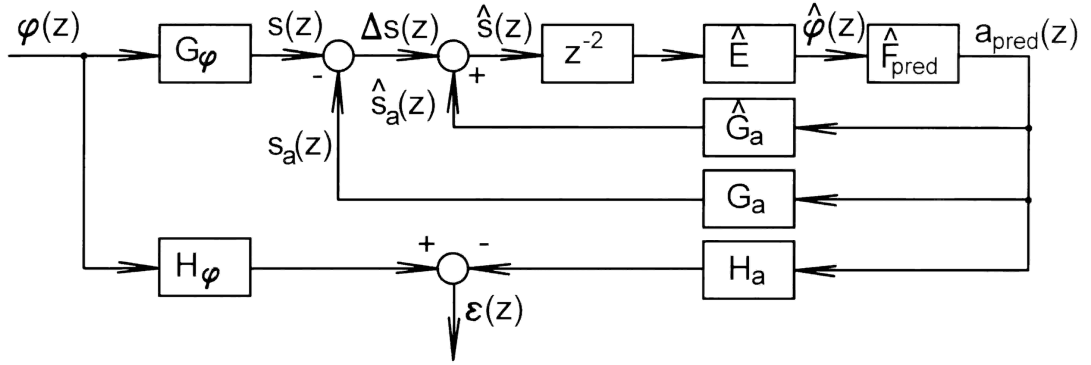 φ(z) G_φ s(z) - Δs(z) + ŝ(z) z⁻² Ê φ̂(z) F̂_pred a_pred(z)
ŝ_a(z) Ĝ_a
s_a(z)
G_a
H_φ + - H_a
ε(z)